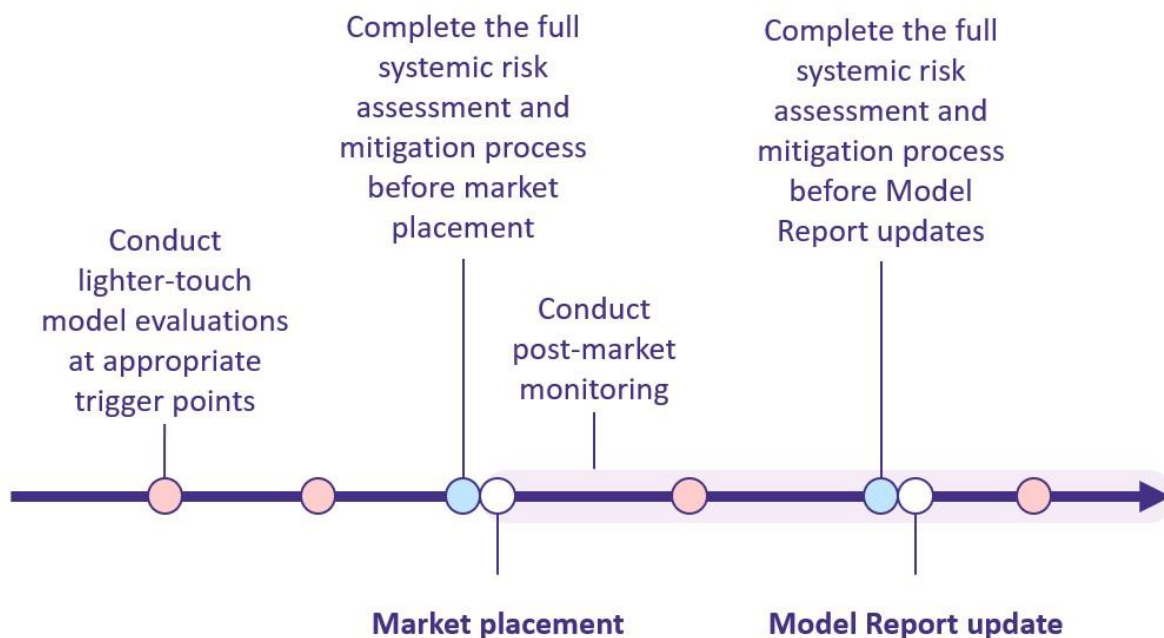 Conduct
lighter-touch
model evaluations
at appropriate
trigger points
Complete the full
systemic risk
assessment and
mitigation process
before market
placement
Conduct
post-market
monitoring
Complete the full
systemic risk
assessment and
mitigation process
before Model
Report updates
Market placement
Model Report update